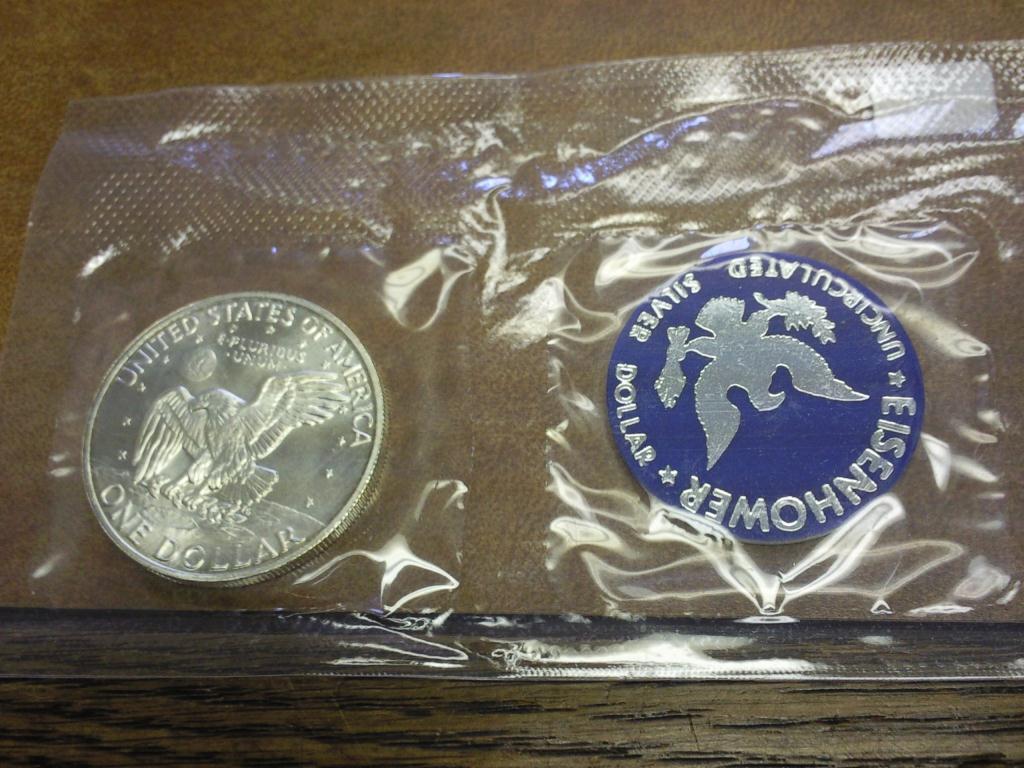 UNITED STATES OF AMERICA
E·PLURIBUS
UNUM
ONE DOLLAR
EISENHOWER ★ UNCIRCULATED
SILVER DOLLAR ★